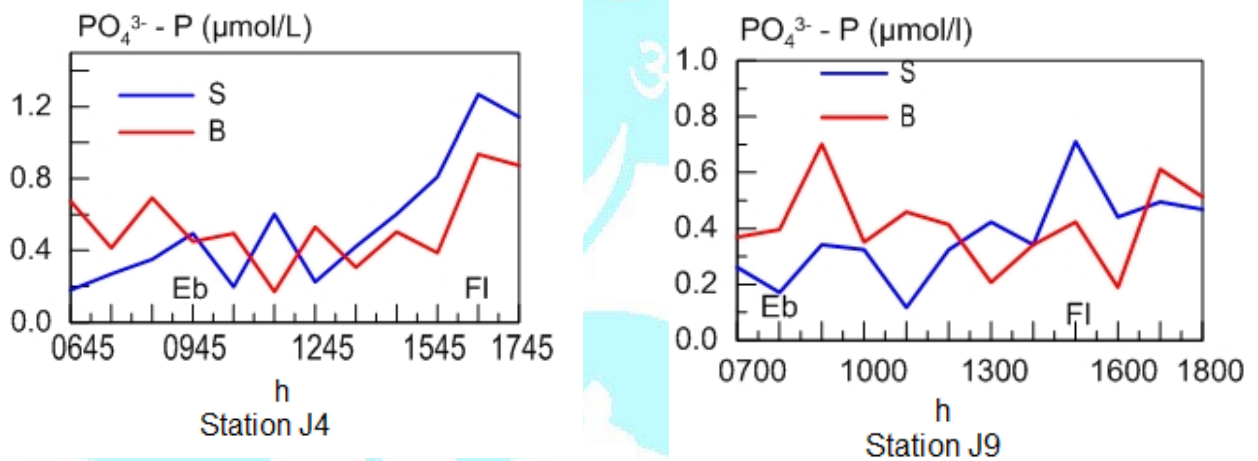 PO₄³⁻ - P (µmol/L)
S
B
1.2
0.8
0.4
0.0
Eb
Fl
0645 0945 1245 1545 1745
h
Station J4
PO₄³⁻ - P (µmol/l)
1.0
S
0.8
B
0.6
0.4
0.2
Eb
Fl
0.0
0700 1000 1300 1600 1800
h
Station J9